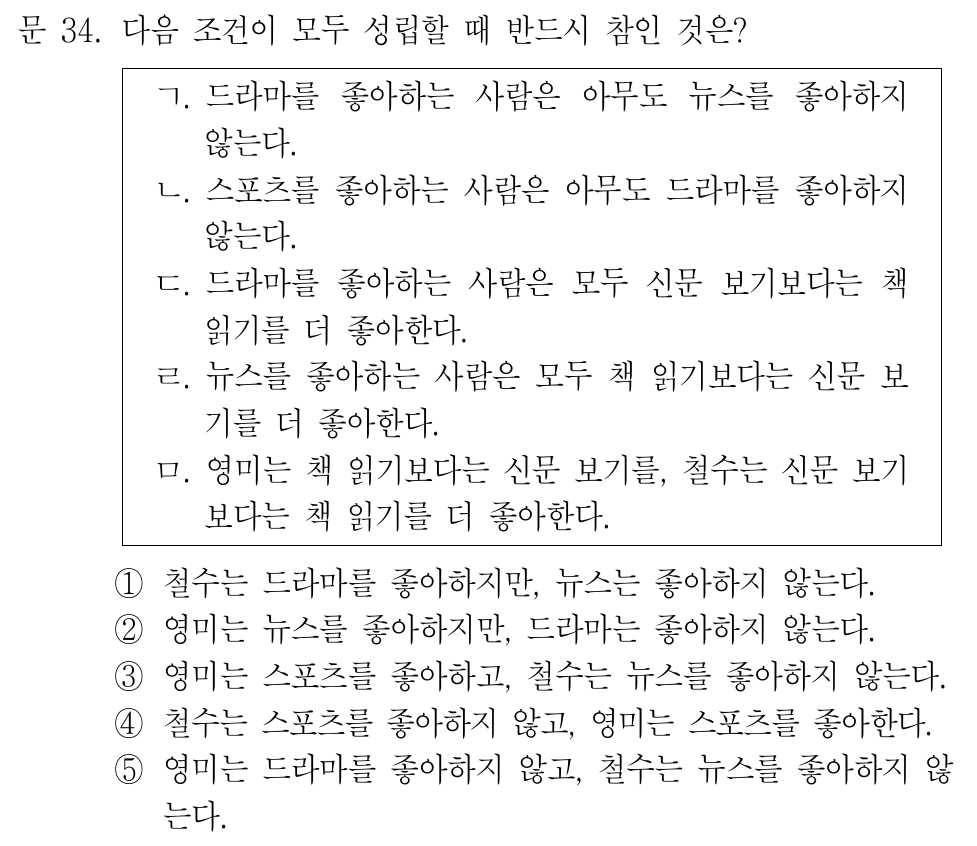 문 34. 다음 조건이 모두 성립할 때 반드시 참인 것은?
ㄱ. 드라마를 좋아하는 사람은 아무도 뉴스를 좋아하지
않는다.
ㄴ. 스포츠를 좋아하는 사람은 아무도 드라마를 좋아하지
않는다.
ㄷ. 드라마를 좋아하는 사람은 모두 신문 보기보다는 책
읽기를 더 좋아한다.
ㄹ. 뉴스를 좋아하는 사람은 모두 책 읽기보다는 신문 보
기를 더 좋아한다.
ㅁ. 영미는 책 읽기보다는 신문 보기를, 철수는 신문 보기
보다는 책 읽기를 더 좋아한다.
① 철수는 드라마를 좋아하지만, 뉴스는 좋아하지 않는다.
② 영미는 뉴스를 좋아하지만, 드라마는 좋아하지 않는다.
③ 영미는 스포츠를 좋아하고, 철수는 뉴스를 좋아하지 않는다.
④ 철수는 스포츠를 좋아하지 않고, 영미는 스포츠를 좋아한다.
⑤ 영미는 드라마를 좋아하지 않고, 철수는 뉴스를 좋아하지 않
는다.